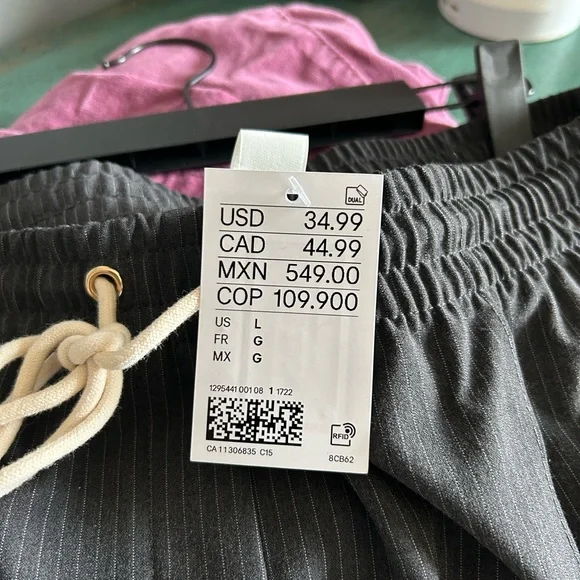 DUAL
USD 34.99
CAD 44.99
MXN 549.00
COP 109.900
US L
FR G
MX G
1295441 001 08 1 1722
RFID
CA 11306835 C15 8CB62